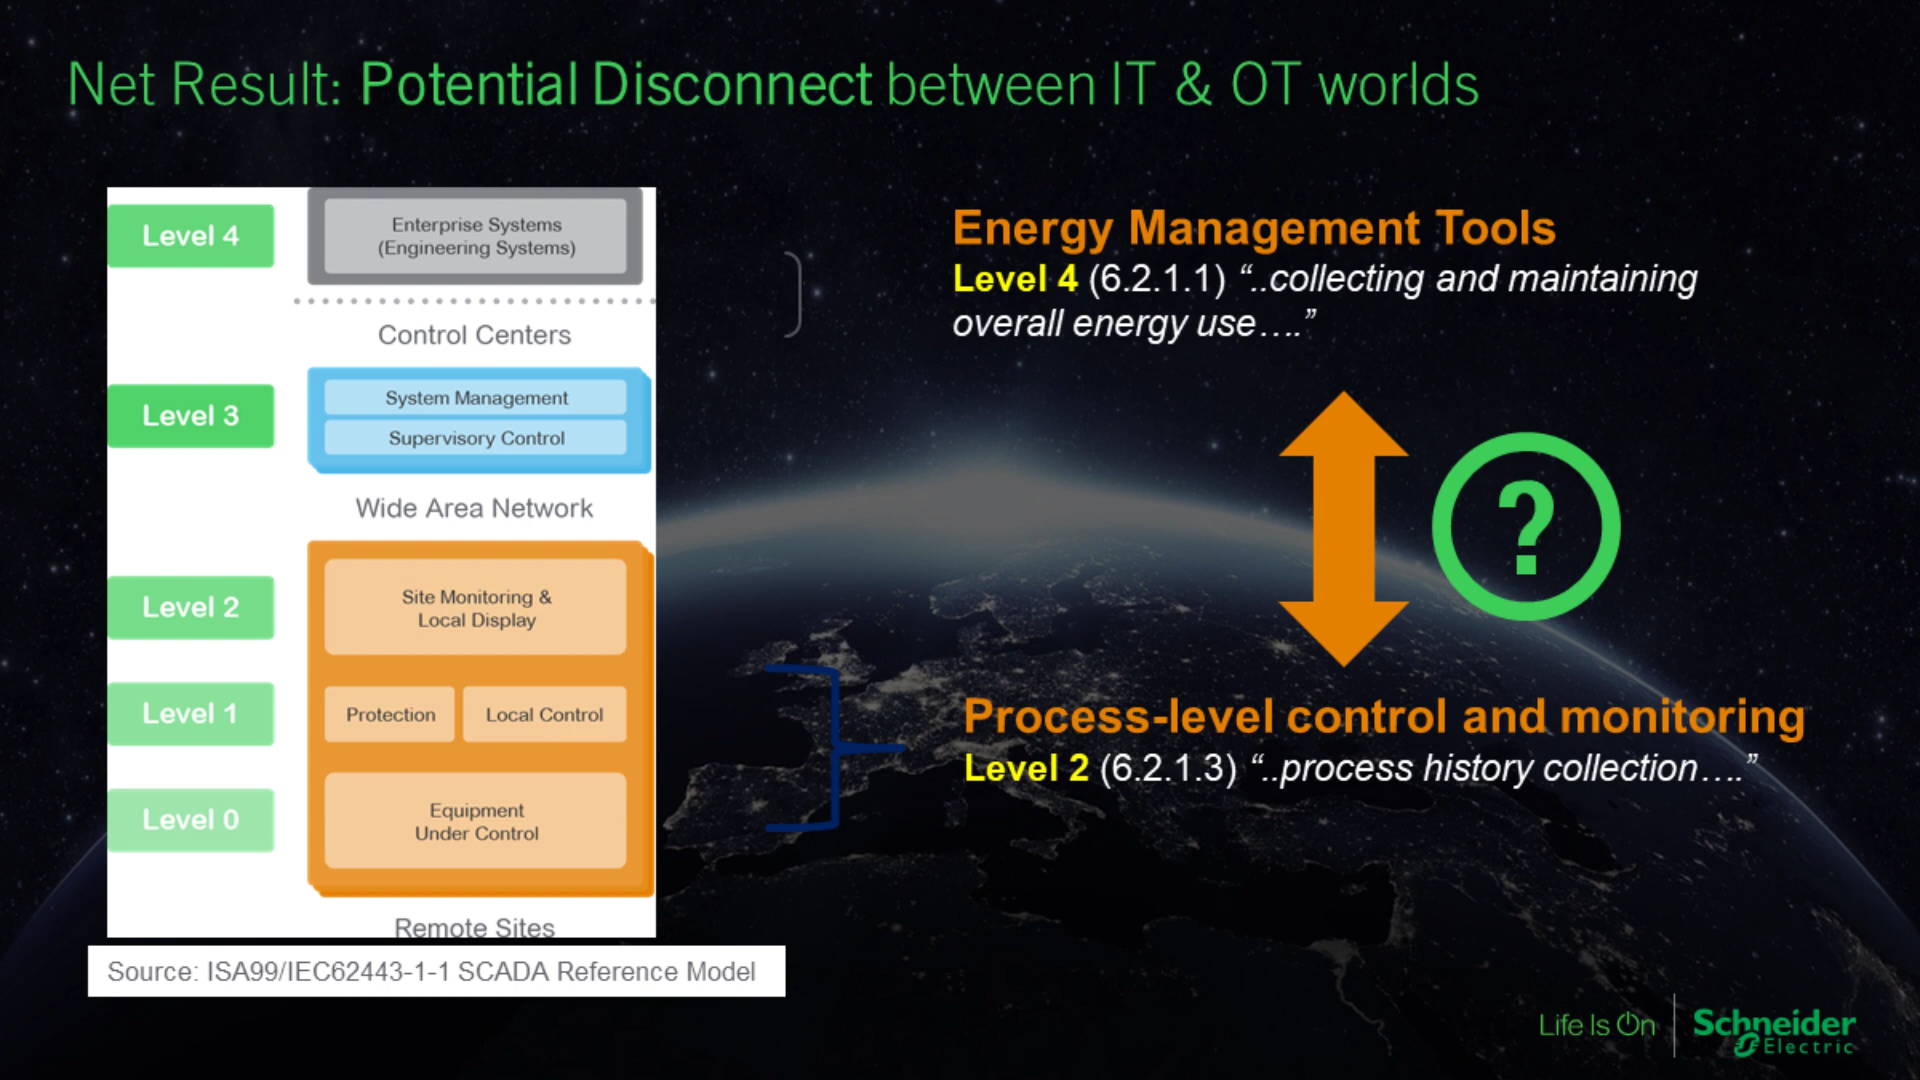 Net Result: Potential Disconnect between IT & OT worlds
Level 4
Enterprise Systems
(Engineering Systems)
Control Centers
Level 3
System Management
Supervisory Control
Wide Area Network
Level 2
Site Monitoring &
Local Display
Level 1
Protection
Local Control
Level 0
Equipment
Under Control
Remote Sites
Source: ISA99/IEC62443-1-1 SCADA Reference Model
Energy Management Tools
Level 4 (6.2.1.1) “..collecting and maintaining
overall energy use….”
?
Process-level control and monitoring
Level 2 (6.2.1.3) “..process history collection….”
Life Is On
Schneider
Electric